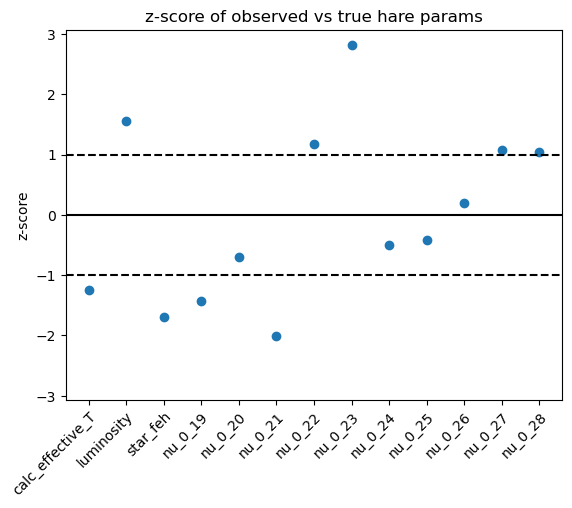 z-score of observed vs true hare params
z-score
3
2
1
0
−1
−2
−3
calc_effective_T
luminosity
star_feh
nu_0_19
nu_0_20
nu_0_21
nu_0_22
nu_0_23
nu_0_24
nu_0_25
nu_0_26
nu_0_27
nu_0_28